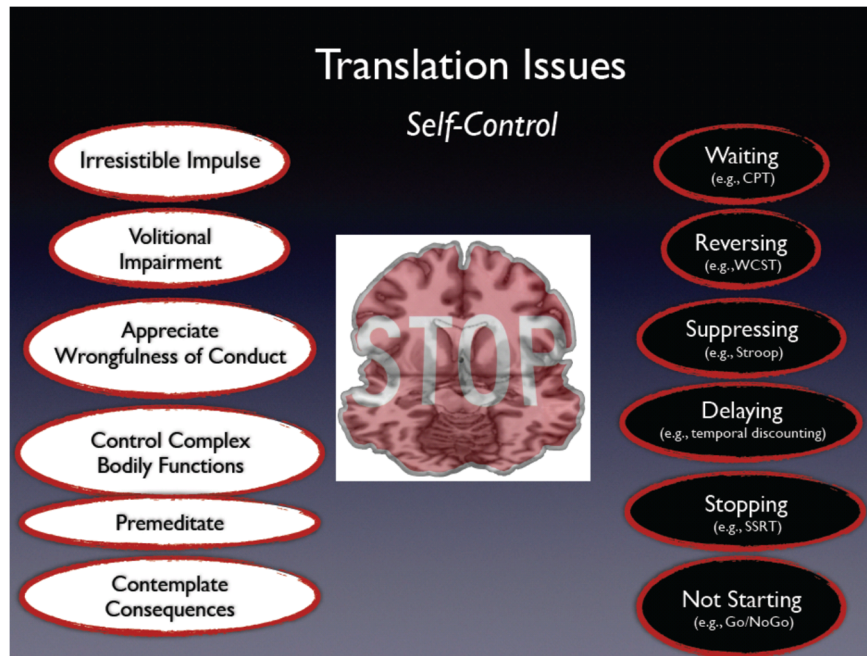 Translation Issues
Self-Control
Irresistible Impulse
Volitional
Impairment
Appreciate
Wrongfulness of Conduct
Control Complex
Bodily Functions
Premeditate
Contemplate
Consequences
STOP
Waiting
(e.g., CPT)
Reversing
(e.g.,WCST)
Suppressing
(e.g., Stroop)
Delaying
(e.g., temporal discounting)
Stopping
(e.g., SSRT)
Not Starting
(e.g., Go/NoGo)